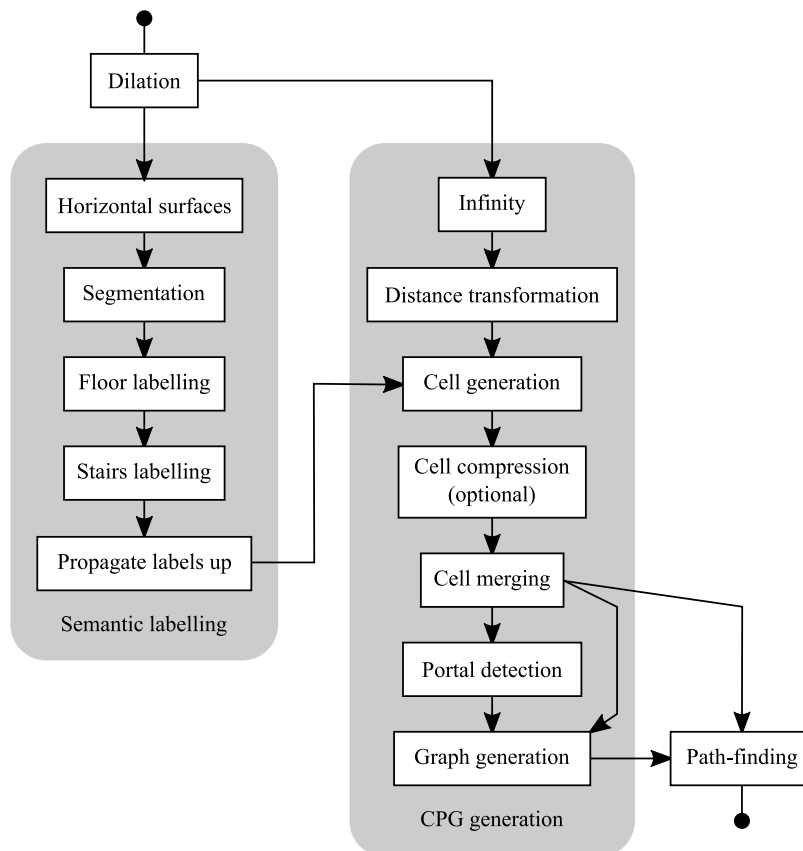 Dilation
Horizontal surfaces
Segmentation
Floor labelling
Stairs labelling
Propagate labels up
Semantic labelling
Infinity
Distance transformation
Cell generation
Cell compression
(optional)
Cell merging
Portal detection
Graph generation
CPG generation
Path-finding